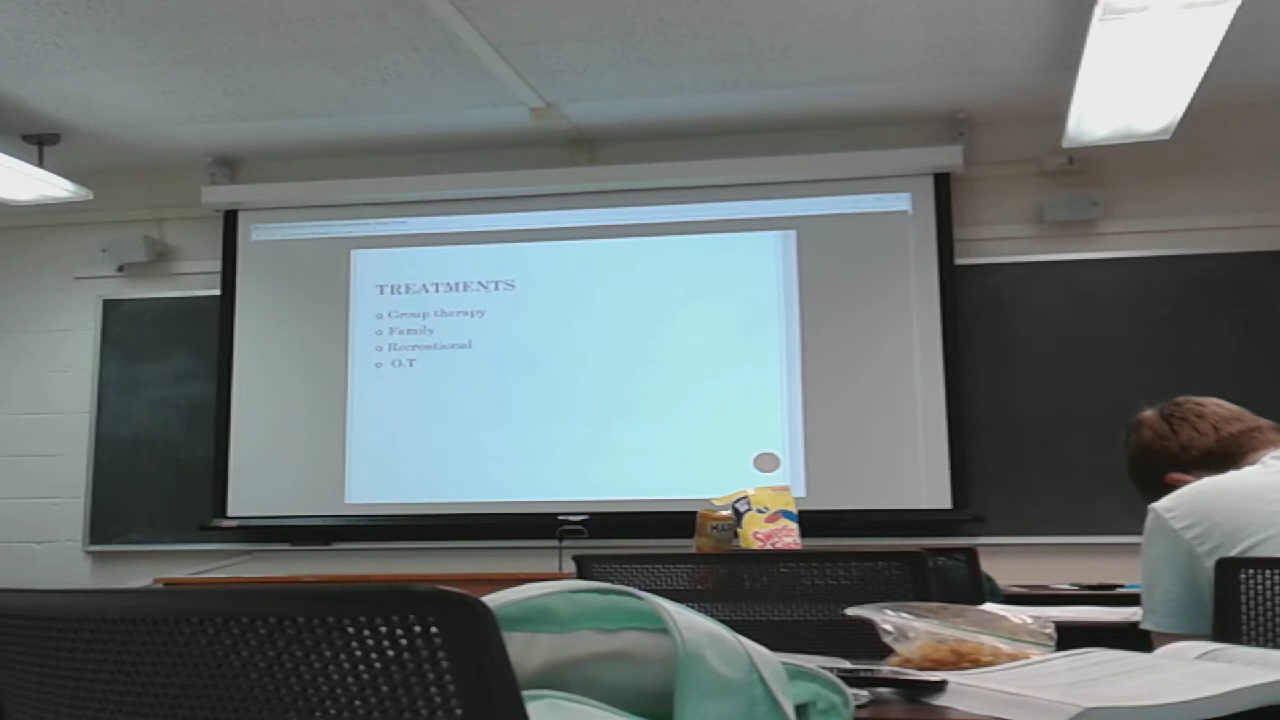 TREATMENTS
Group therapy
Family
Recreational
O.T